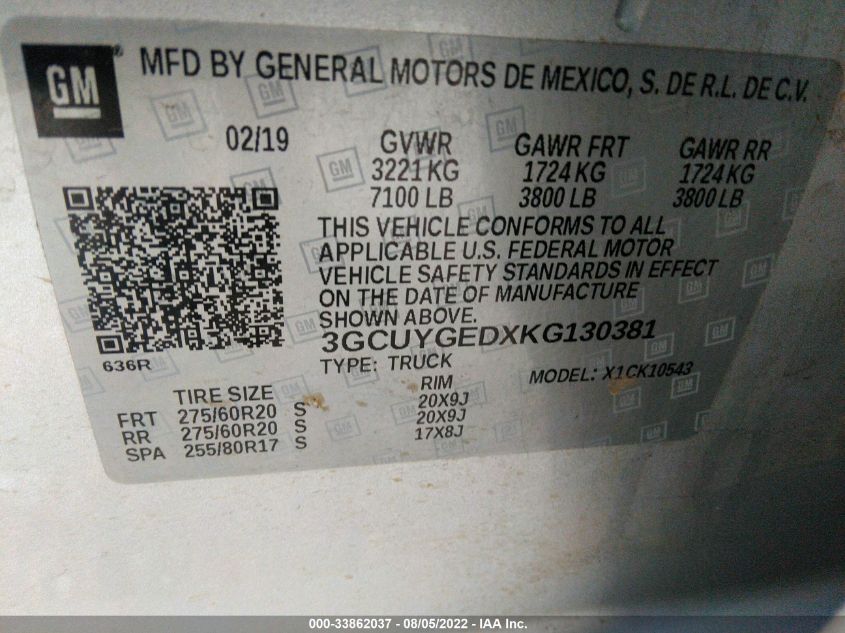 GM
MFD BY GENERAL MOTORS DE MEXICO, S. DE R.L. DE C.V.
02/19 GVWR GAWR FRT GAWR RR
3221 KG 1724 KG 1724 KG
7100 LB 3800 LB 3800 LB
THIS VEHICLE CONFORMS TO ALL
APPLICABLE U.S. FEDERAL MOTOR
VEHICLE SAFETY STANDARDS IN EFFECT
ON THE DATE OF MANUFACTURE
SHOWN ABOVE.
3GCUYGEDXKG130381
636R
TYPE: TRUCK MODEL: X1CK10543
TIRE SIZE RIM
FRT 275/60R20 S 20X9J
RR 275/60R20 S 20X9J
SPA 255/80R17 S 17X8J
000-33862037 - 08/05/2022 - IAA Inc.